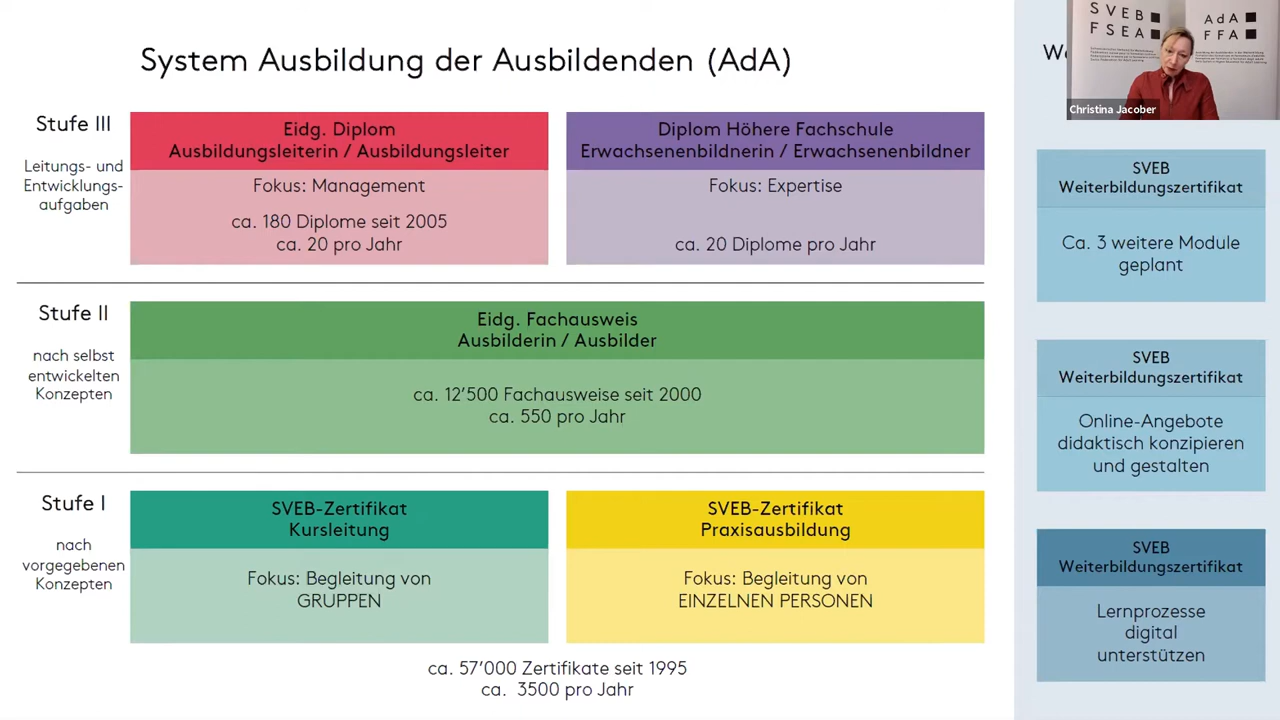 System Ausbildung der Ausbildenden (AdA)
Stufe III
Leitungs- und
Entwicklungs-
aufgaben
Eidg. Diplom
Ausbildungsleiterin / Ausbildungsleiter
Fokus: Management
ca. 180 Diplome seit 2005
ca. 20 pro Jahr
Diplom Höhere Fachschule
Erwachsenenbildnerin / Erwachsenenbildner
Fokus: Expertise
ca. 20 Diplome pro Jahr
Stufe II
nach selbst
entwickelten
Konzepten
Eidg. Fachausweis
Ausbilderin / Ausbilder
ca. 12’500 Fachausweise seit 2000
ca. 550 pro Jahr
Stufe I
nach
vorgegebenen
Konzepten
SVEB-Zertifikat
Kursleitung
Fokus: Begleitung von
GRUPPEN
SVEB-Zertifikat
Praxisausbildung
Fokus: Begleitung von
EINZELNEN PERSONEN
ca. 57’000 Zertifikate seit 1995
ca. 3500 pro Jahr
SVEB
FSEA
AdA
FFA
Christina Jacober
SVEB
Weiterbildungszertifikat
Ca. 3 weitere Module
geplant
SVEB
Weiterbildungszertifikat
Online-Angebote
didaktisch konzipieren
und gestalten
SVEB
Weiterbildungszertifikat
Lernprozesse
digital
unterstützen